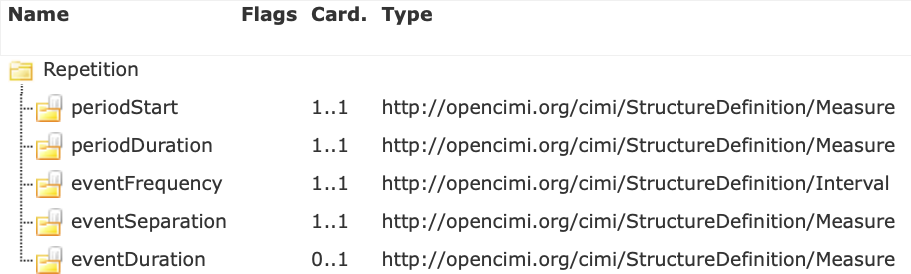 Name Flags Card. Type
Repetition
periodStart 1..1 http://opencimi.org/cimi/StructureDefinition/Measure
periodDuration 1..1 http://opencimi.org/cimi/StructureDefinition/Measure
eventFrequency 1..1 http://opencimi.org/cimi/StructureDefinition/Interval
eventSeparation 1..1 http://opencimi.org/cimi/StructureDefinition/Measure
eventDuration 0..1 http://opencimi.org/cimi/StructureDefinition/Measure